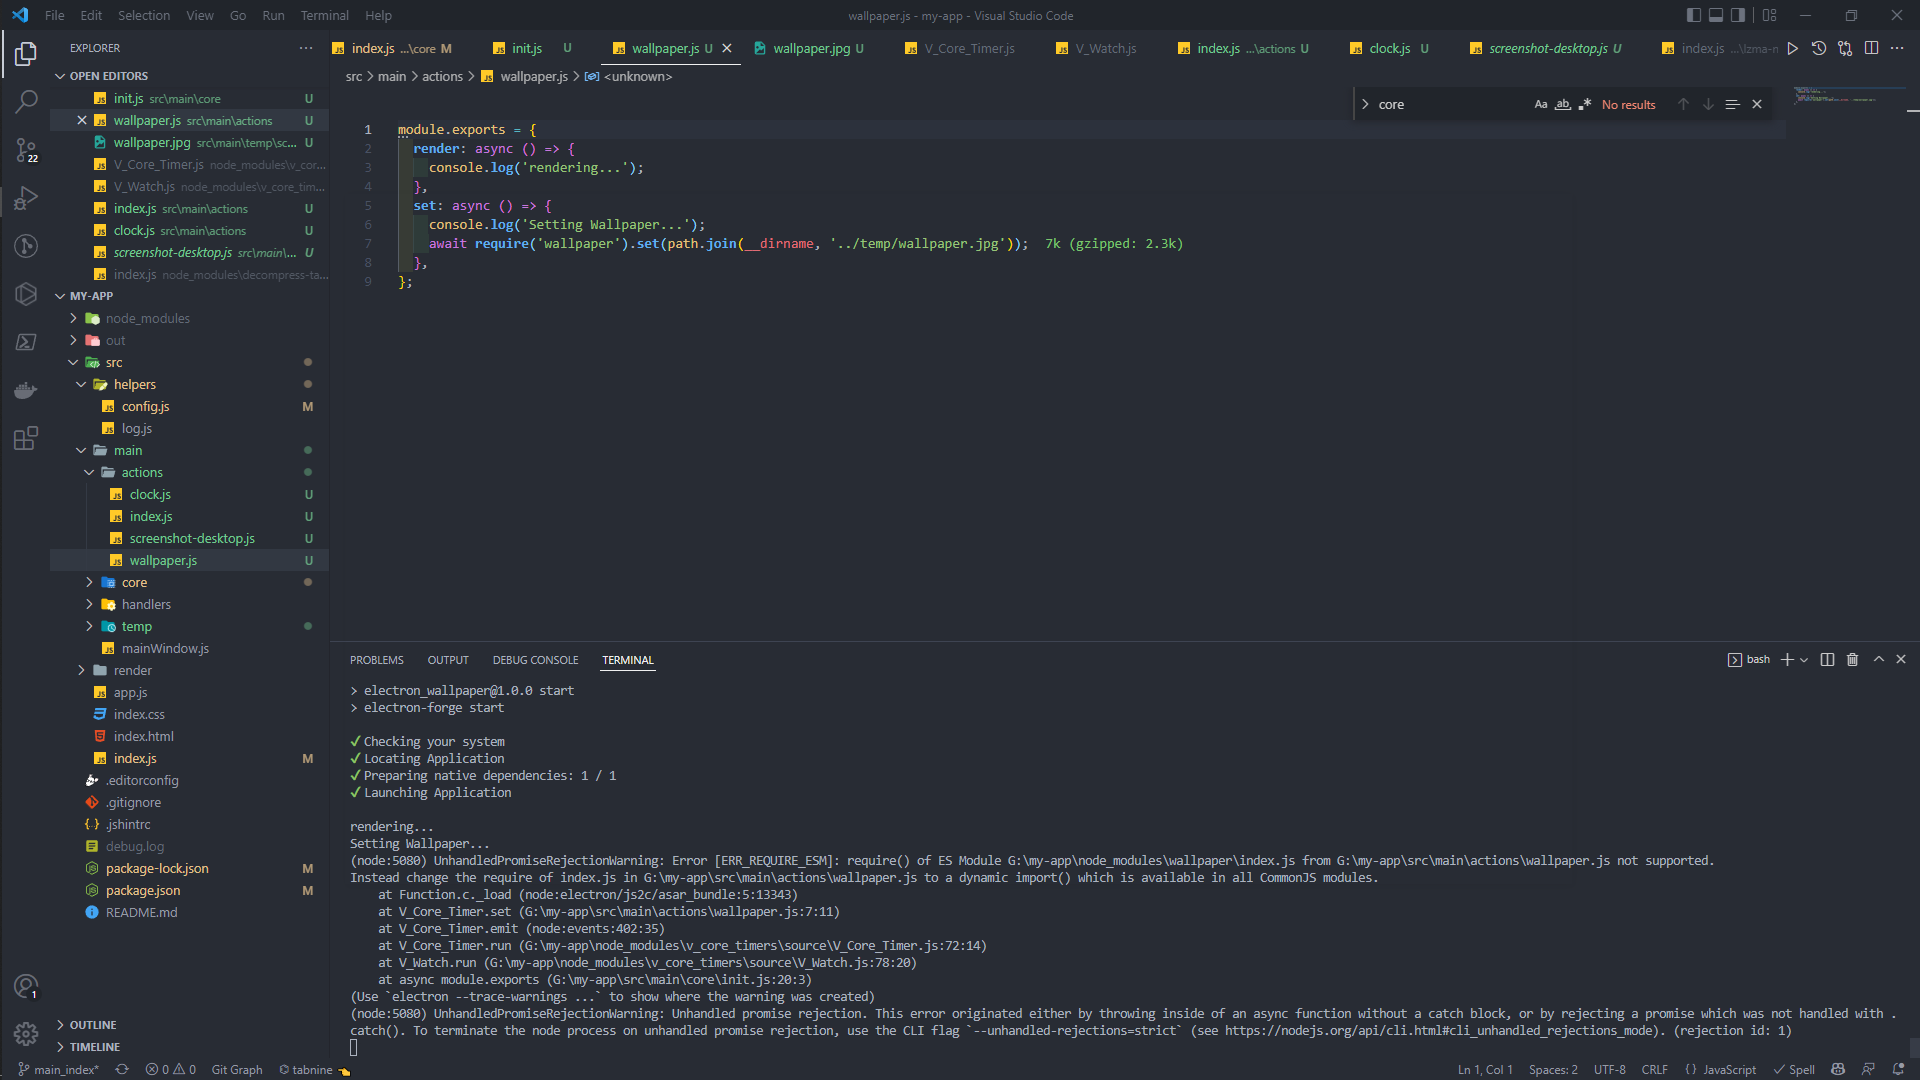 File Edit Selection View Go Run Terminal Help
wallpaper.js - my-app - Visual Studio Code
EXPLORER
index.js ...\core M
init.js U
wallpaper.js U
wallpaper.jpg U
V_Core_Timer.js
V_Watch.js
index.js ...\actions U
clock.js U
screenshot-desktop.js U
index.js ...\lzma-n
OPEN EDITORS
init.js src\main\core U
wallpaper.js src\main\actions U
wallpaper.jpg src\main\temp\sc... U
V_Core_Timer.js node_modules\v_cor...
V_Watch.js node_modules\v_core_tim...
index.js src\main\actions U
clock.js src\main\actions U
screenshot-desktop.js src\main\... U
index.js node_modules\decompress-ta...
22
MY-APP
node_modules
out
src
helpers
config.js M
log.js
main
actions
clock.js U
index.js U
screenshot-desktop.js U
wallpaper.js U
core
handlers
temp
mainWindow.js
render
app.js
index.css
index.html
index.js M
.editorconfig
.gitignore
.jshintrc
debug.log
package-lock.json M
package.json M
README.md
1
OUTLINE
TIMELINE
src > main > actions > wallpaper.js > <unknown>
core Aa ab .* No results
1 module.exports = {
2 render: async () => {
3 console.log('rendering...');
4 },
5 set: async () => {
6 console.log('Setting Wallpaper...');
7 await require('wallpaper').set(path.join(__dirname, '../temp/wallpaper.jpg')); 7k (gzipped: 2.3k)
8 },
9 };
PROBLEMS OUTPUT DEBUG CONSOLE TERMINAL
bash
> electron_wallpaper@1.0.0 start
> electron-forge start
✓ Checking your system
✓ Locating Application
✓ Preparing native dependencies: 1 / 1
✓ Launching Application
rendering...
Setting Wallpaper...
(node:5080) UnhandledPromiseRejectionWarning: Error [ERR_REQUIRE_ESM]: require() of ES Module G:\my-app\node_modules\wallpaper\index.js from G:\my-app\src\main\actions\wallpaper.js not supported.
Instead change the require of index.js in G:\my-app\src\main\actions\wallpaper.js to a dynamic import() which is available in all CommonJS modules.
at Function.c._load (node:electron/js2c/asar_bundle:5:13343)
at V_Core_Timer.set (G:\my-app\src\main\actions\wallpaper.js:7:11)
at V_Core_Timer.emit (node:events:402:35)
at V_Core_Timer.run (G:\my-app\node_modules\v_core_timers\source\V_Core_Timer.js:72:14)
at V_Watch.run (G:\my-app\node_modules\v_core_timers\source\V_Watch.js:78:20)
at async module.exports (G:\my-app\src\main\core\init.js:20:3)
(Use `electron --trace-warnings ...` to show where the warning was created)
(node:5080) UnhandledPromiseRejectionWarning: Unhandled promise rejection. This error originated either by throwing inside of an async function without a catch block, or by rejecting a promise which was not handled with .
catch(). To terminate the node process on unhandled promise rejection, use the CLI flag `--unhandled-rejections=strict` (see https://nodejs.org/api/cli.html#cli_unhandled_rejections_mode). (rejection id: 1)
main_index* 0 0 Git Graph tabnine
Ln 1, Col 1 Spaces: 2 UTF-8 CRLF {} JavaScript ✓ Spell